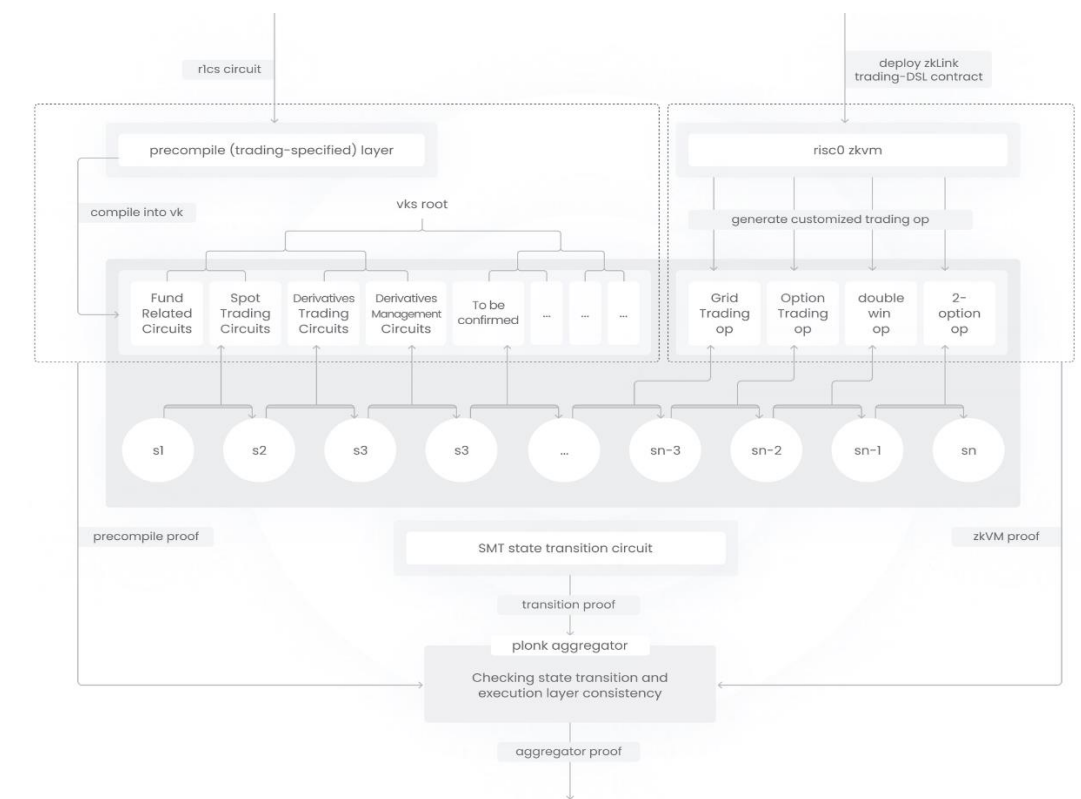 r1cs circuit
deploy zkLink
trading-DSL contract
precompile (trading-specified) layer
risc0 zkvm
compile into vk
vks root
generate customized trading op
Fund
Related
Circuits
Spot
Trading
Circuits
Derivatives
Trading
Circuits
Derivatives
Management
Circuits
To be
confirmed
...
...
...
Grid
Trading
op
Option
Trading
op
double
win
op
2-
option
op
s1
s2
s3
s3
...
sn-3
sn-2
sn-1
sn
precompile proof
zkVM proof
SMT state transition circuit
transition proof
plonk aggregator
Checking state transition and
execution layer consistency
aggregator proof